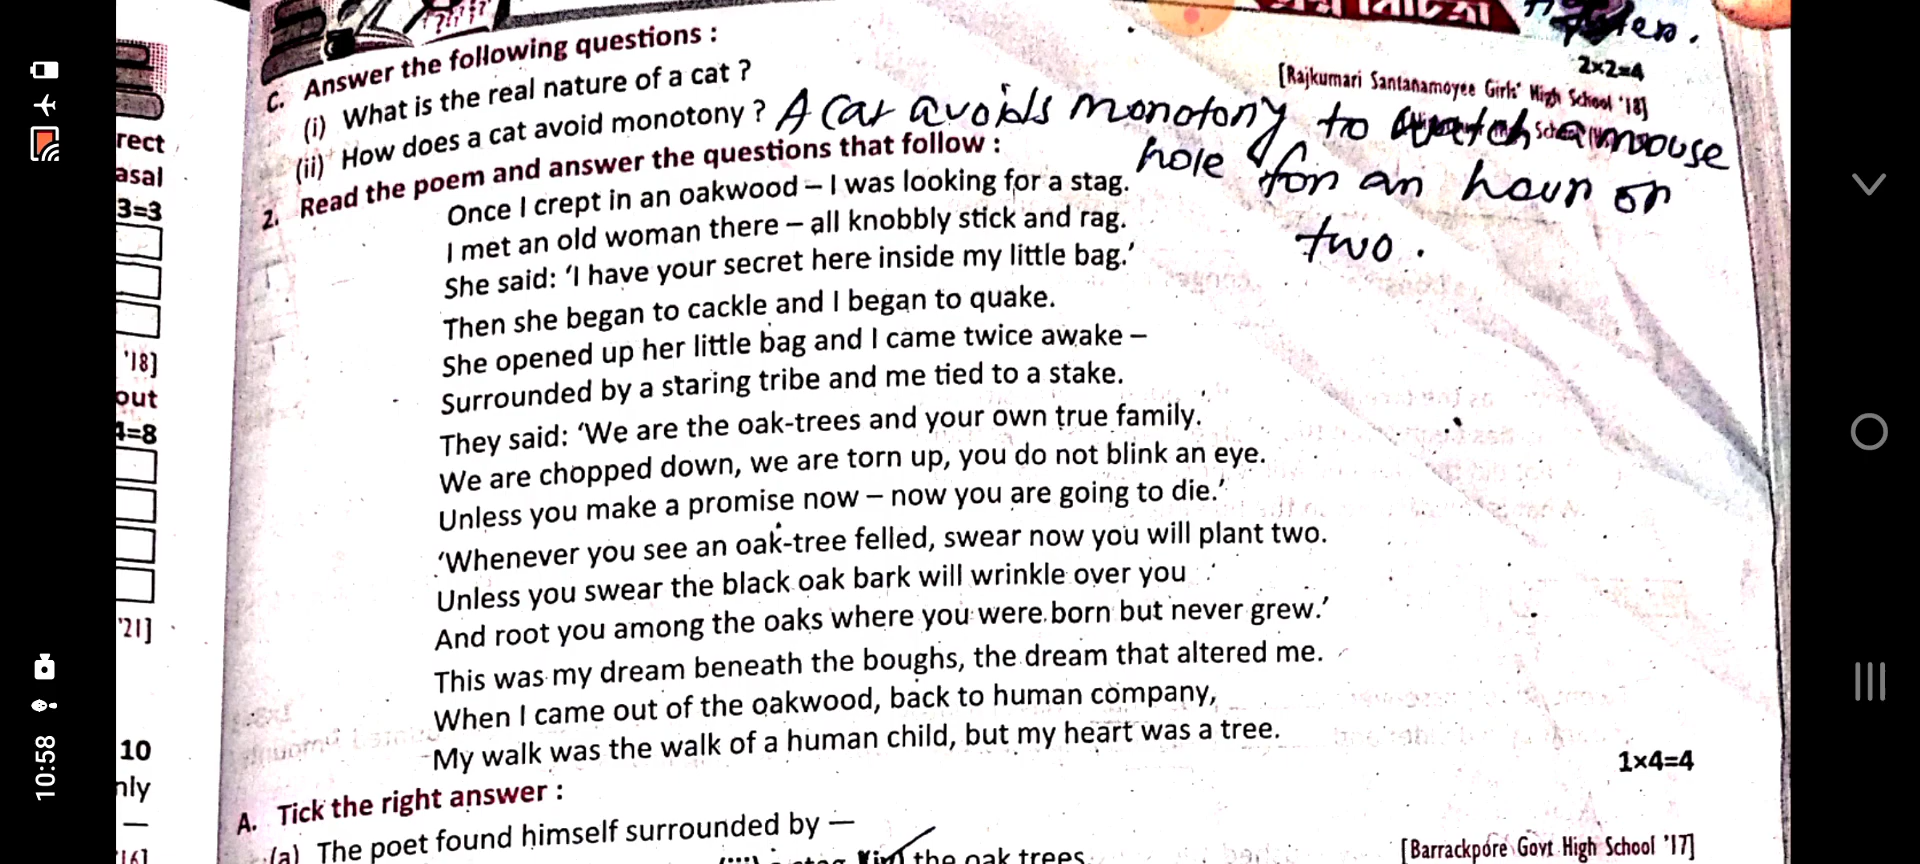 C. Answer the following questions :
2×2=4
(i) What is the real nature of a cat ?
[Rajkumari Santanamoyee Girls' High School '18]
(ii) How does a cat avoid monotony ? A cat avoids monotony to watch a mouse
hole for an hour or
two.
2. Read the poem and answer the questions that follow :
Once I crept in an oakwood – I was looking for a stag.
I met an old woman there – all knobbly stick and rag.
She said: 'I have your secret here inside my little bag.'
Then she began to cackle and I began to quake.
She opened up her little bag and I came twice awake –
Surrounded by a staring tribe and me tied to a stake.
They said: 'We are the oak-trees and your own true family.
We are chopped down, we are torn up, you do not blink an eye.
Unless you make a promise now – now you are going to die.'
'Whenever you see an oak-tree felled, swear now you will plant two.
Unless you swear the black oak bark will wrinkle over you
And root you among the oaks where you were born but never grew.'
This was my dream beneath the boughs, the dream that altered me.
When I came out of the oakwood, back to human company,
My walk was the walk of a human child, but my heart was a tree.
A. Tick the right answer :
1×4=4
(a) The poet found himself surrounded by —
the oak trees
[Barrackpore Govt High School '17]
rect
asal
3=3
'18]
out
4=8
'21]
10
nly
—
'16]
10:58